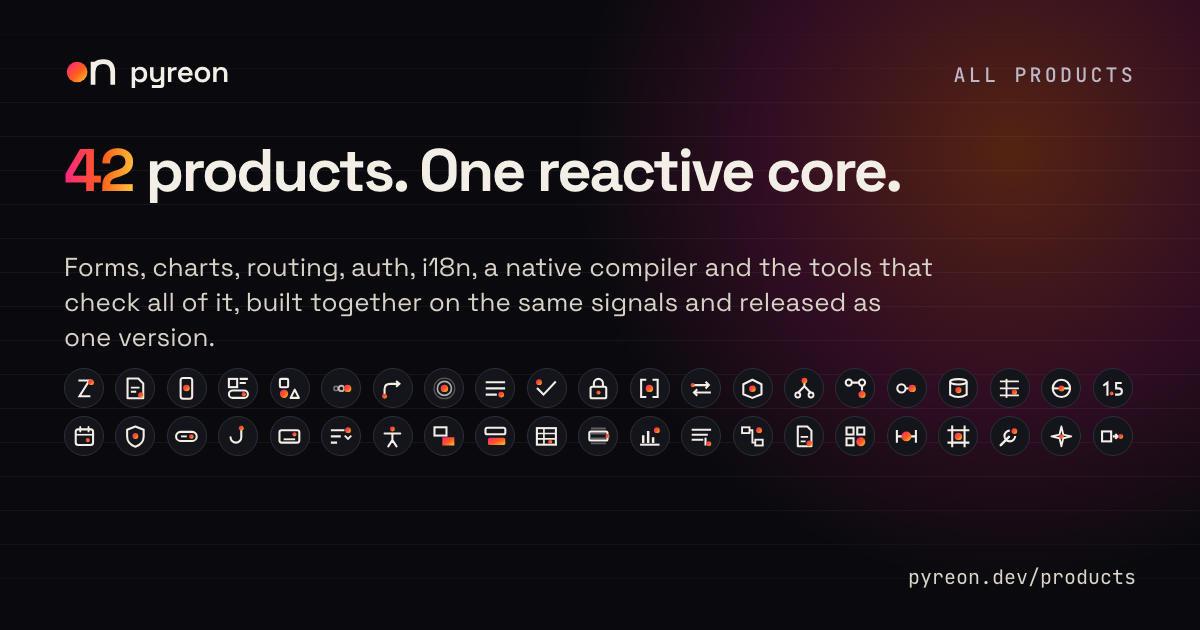 pyreon
ALL PRODUCTS
42 products. One reactive core.
Forms, charts, routing, auth, i18n, a native compiler and the tools that
check all of it, built together on the same signals and released as
one version.
1.5
pyreon.dev/products